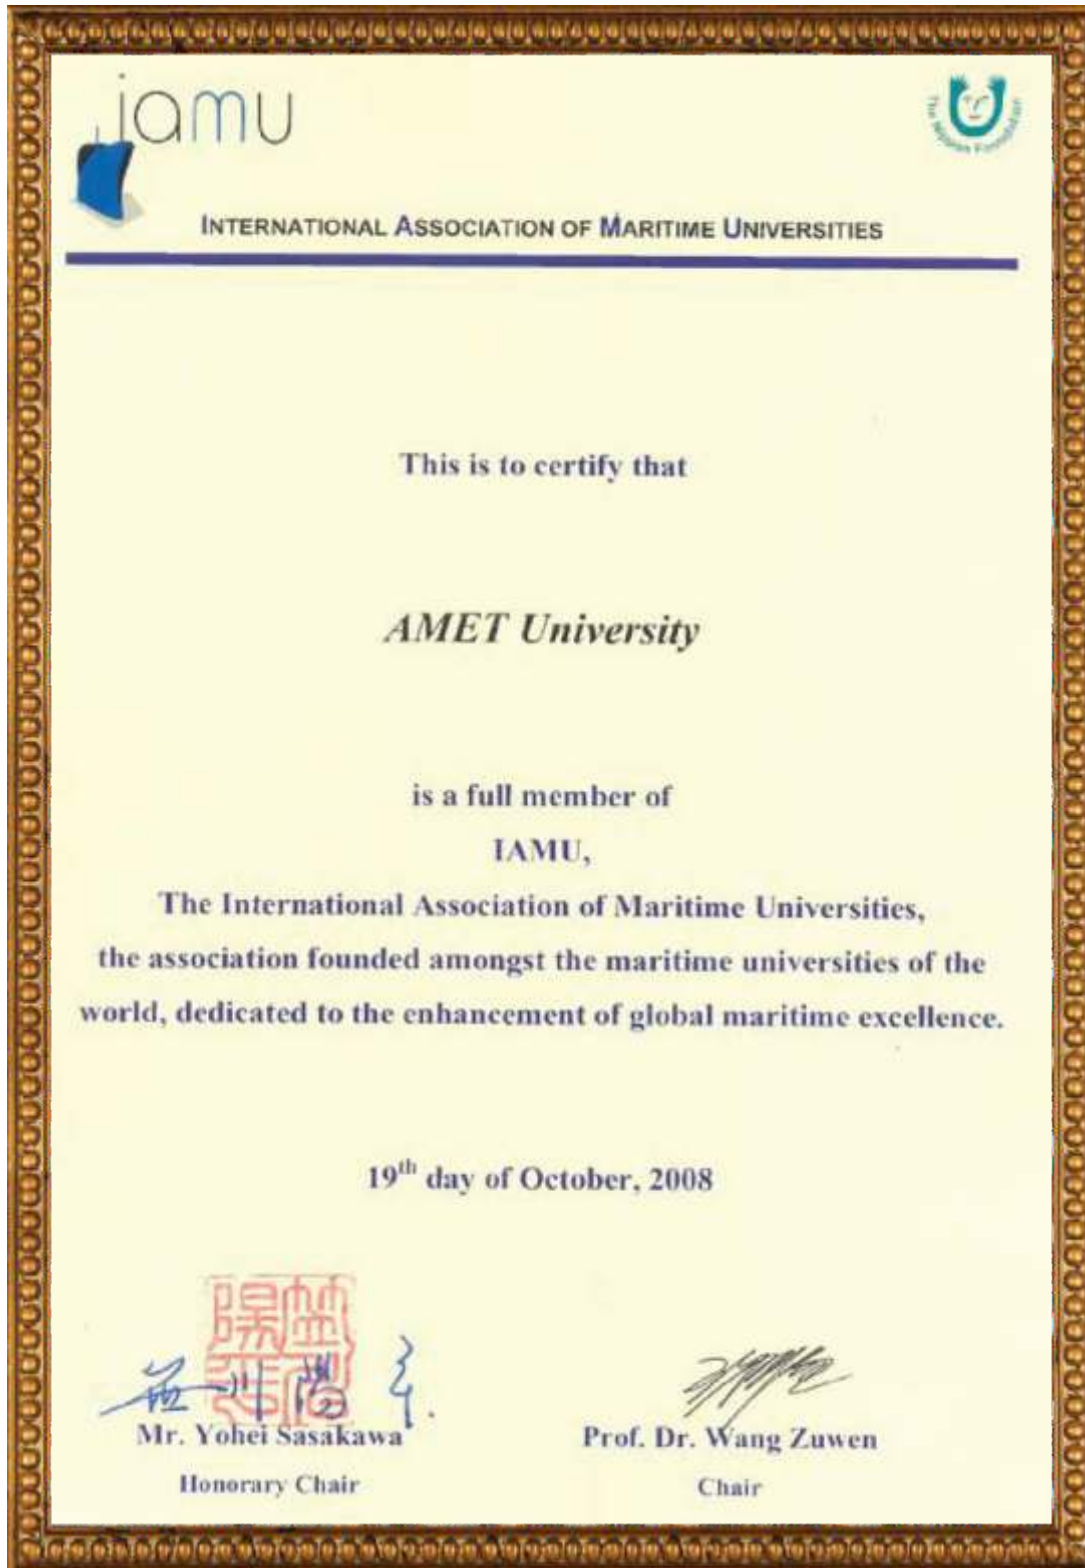 iamu
The Nippon Foundation
INTERNATIONAL ASSOCIATION OF MARITIME UNIVERSITIES
This is to certify that
AMET University
is a full member of
IAMU,
The International Association of Maritime Universities,
the association founded amongst the maritime universities of the
world, dedicated to the enhancement of global maritime excellence.
19th day of October, 2008
Mr. Yohei Sasakawa
Prof. Dr. Wang Zuwen
Honorary Chair
Chair